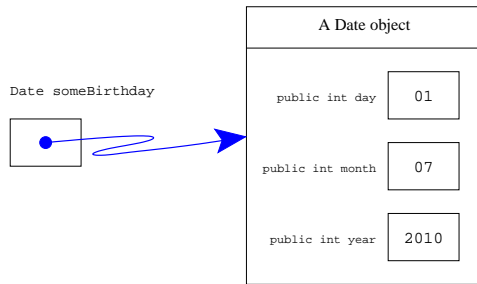 A Date object
Date someBirthday
public int day 01
public int month 07
public int year 2010